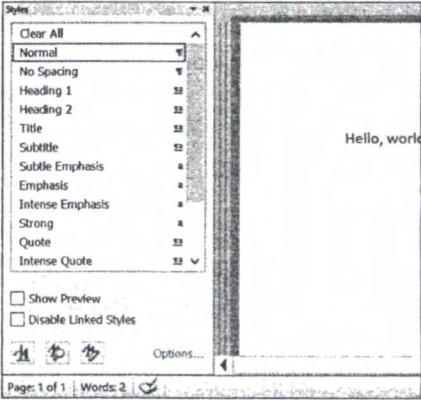 Styles
Clear All
Normal
No Spacing
Heading 1
Heading 2
Title
Subtitle
Subtle Emphasis
Emphasis
Intense Emphasis
Strong
Quote
Intense Quote
Show Preview
Disable Linked Styles
Options...
Hello, world
Page: 1 of 1 Words: 2